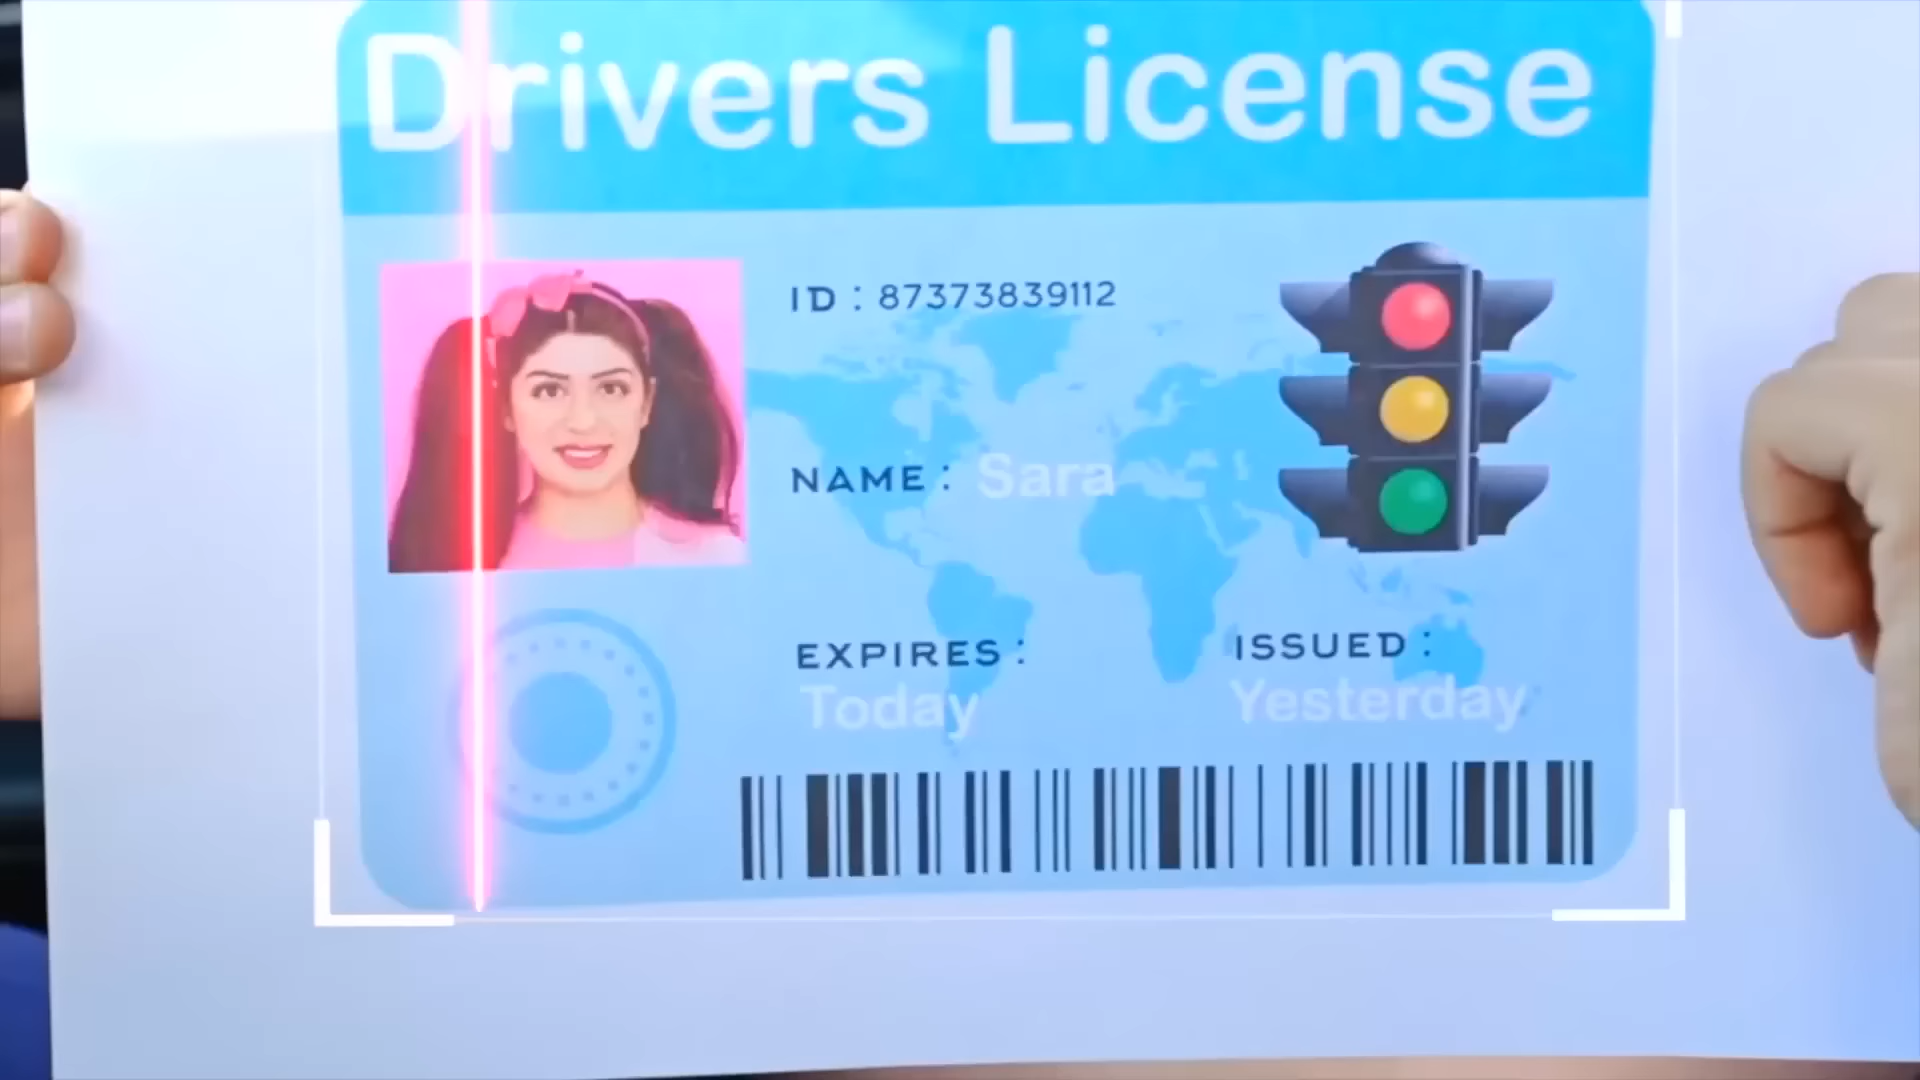 Drivers License
ID : 87373839112
NAME : Sara
EXPIRES : ISSUED :
Today Yesterday